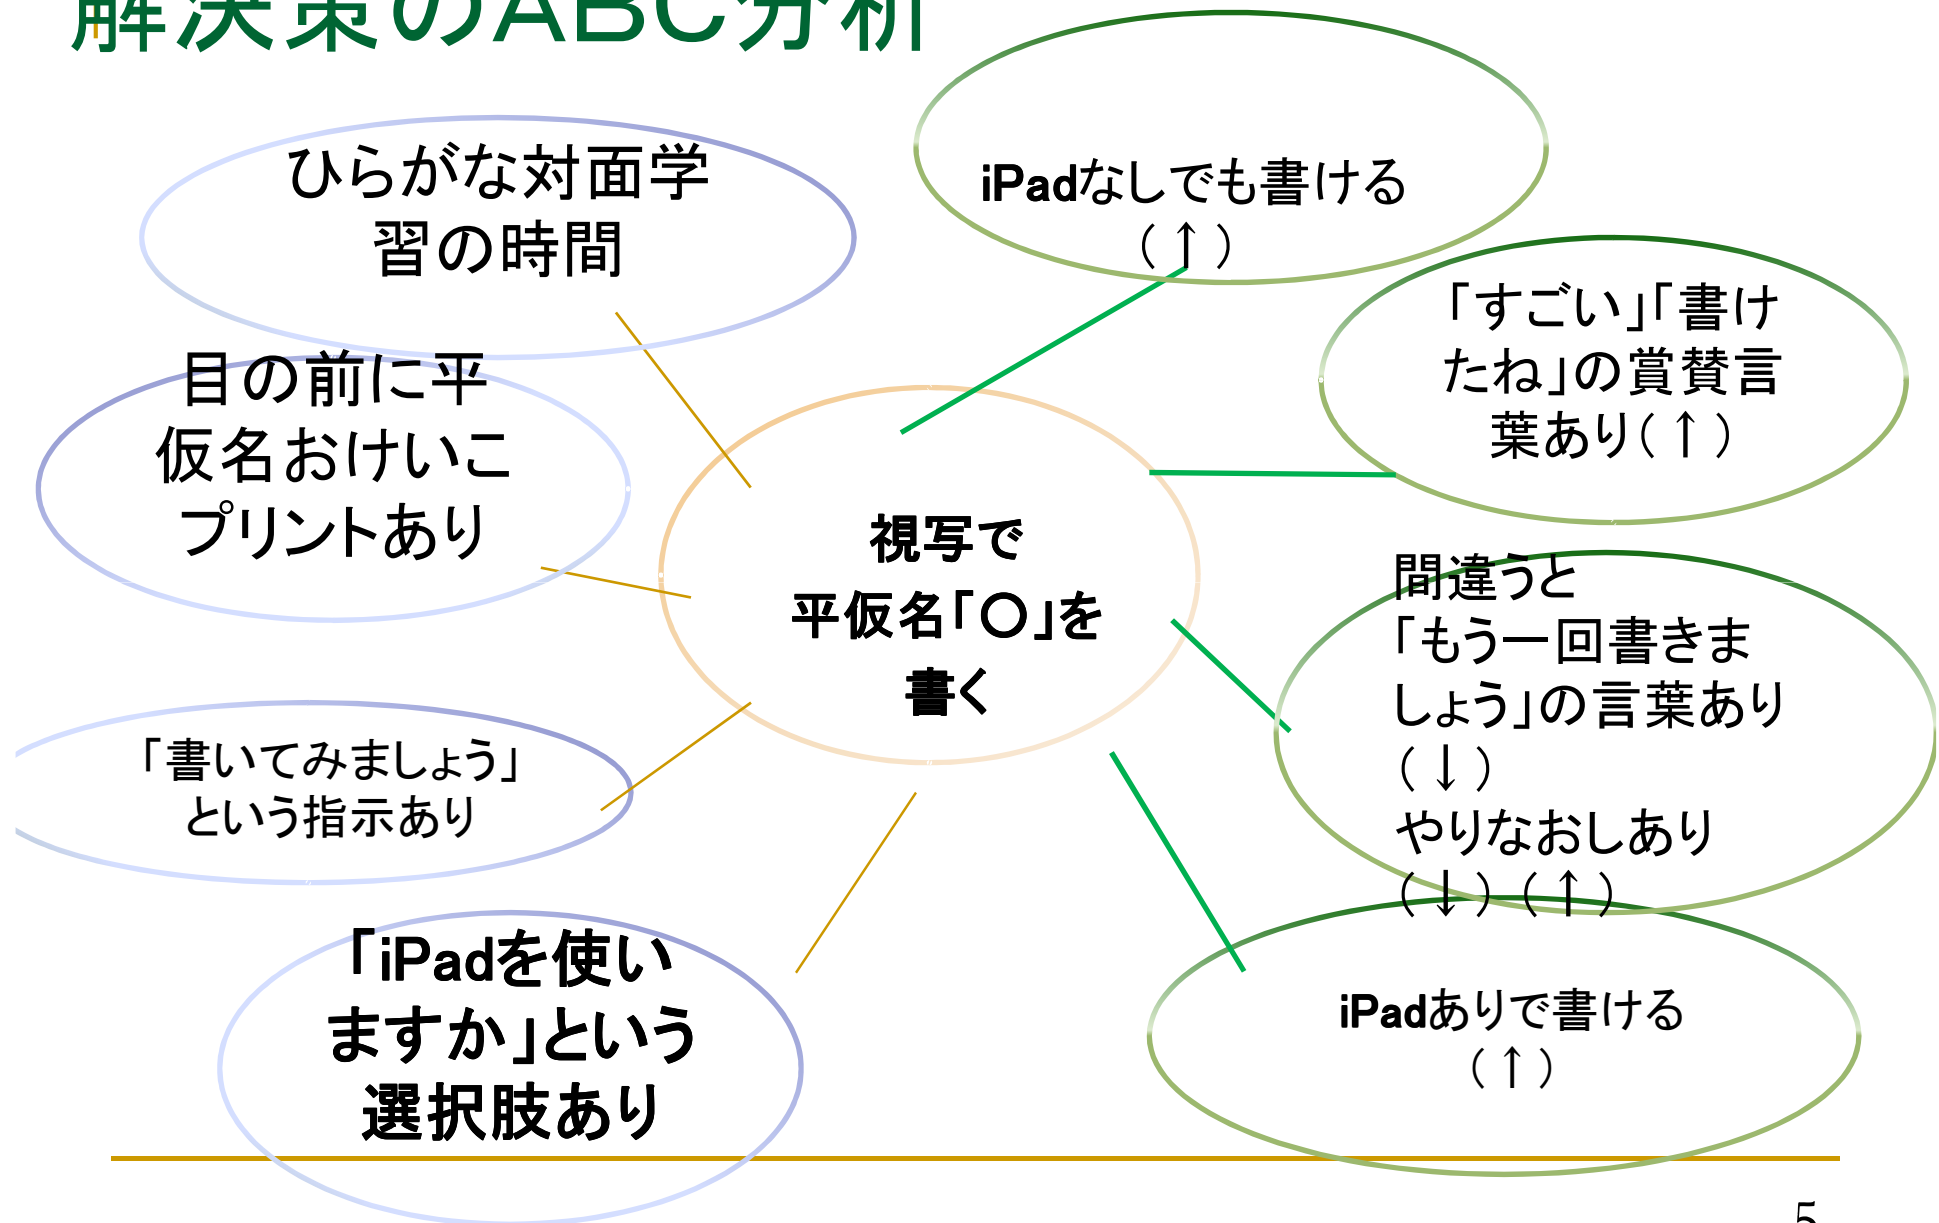 解決策のABC分析
ひらがな対面学
習の時間
目の前に平
仮名おけいこ
プリントあり
「書いてみましょう」
という指示あり
「iPadを使い
ますか」という
選択肢あり
視写で
平仮名「〇」を
書く
iPadなしでも書ける
(↑)
「すごい」「書け
たね」の賞賛言
葉あり(↑)
間違うと
「もう一回書きま
しょう」の言葉あり
(↓)
やりなおしあり
(↓)(↑)
iPadありで書ける
(↑)
5